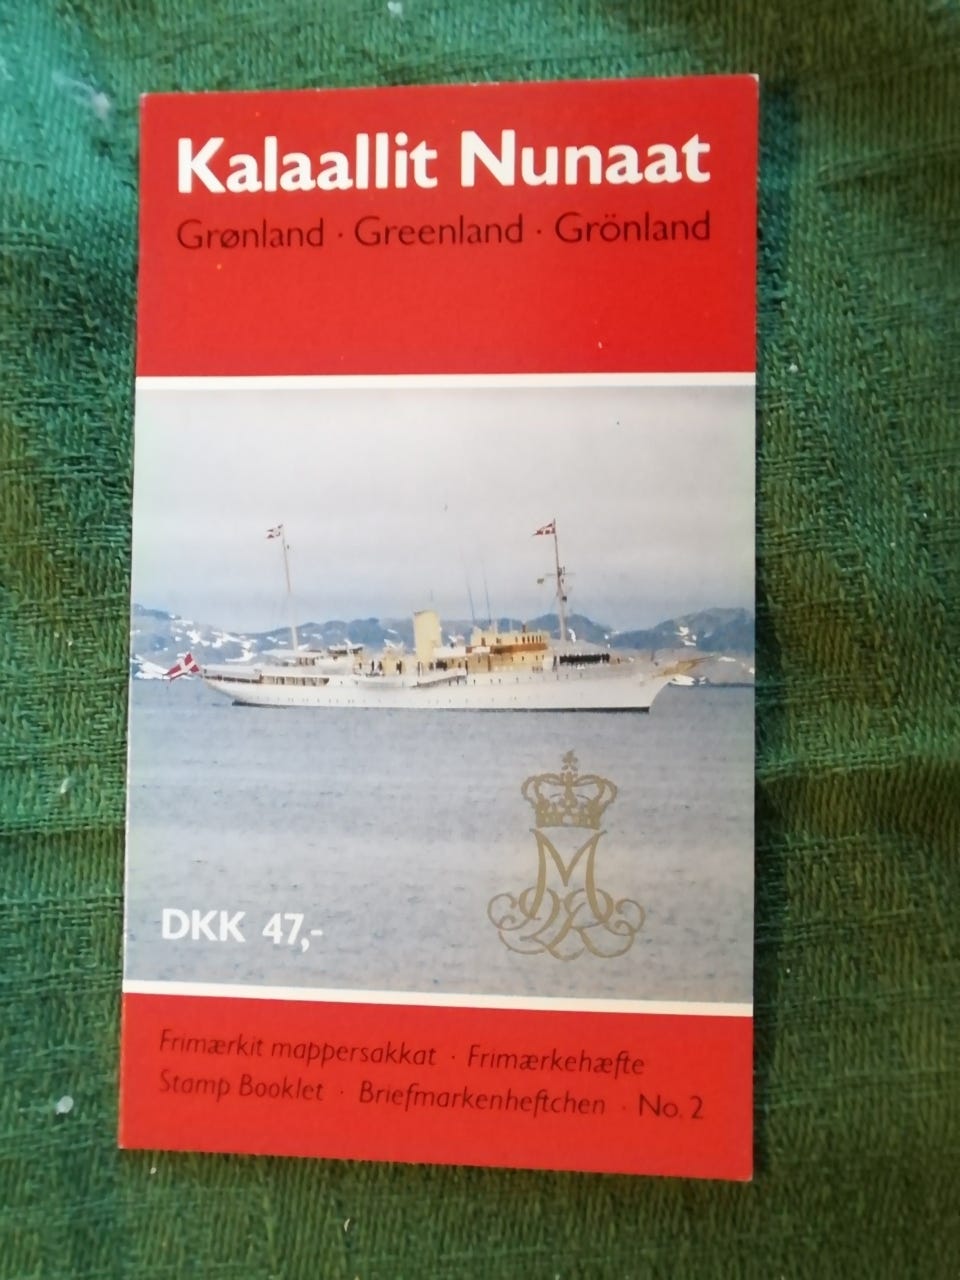 Kalaallit Nunaat
Grønland · Greenland · Grönland
DKK 47,-
Frimærkit mappersakkat · Frimærkehæfte
Stamp Booklet · Briefmarkenheftchen · No. 2